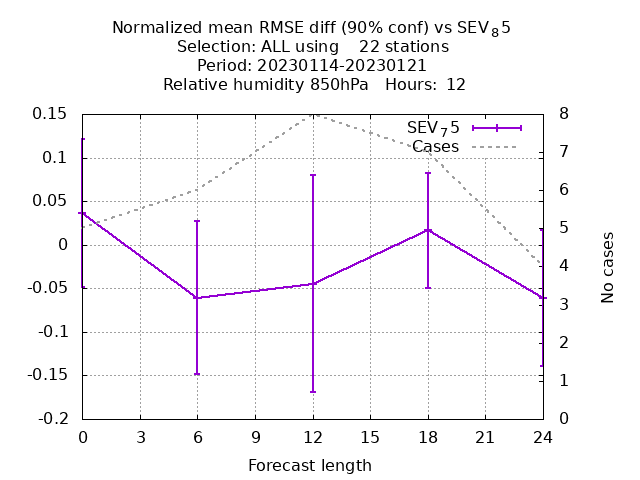 Normalized mean RMSE diff (90% conf) vs SEV₈5
Selection: ALL using    22 stations
Period: 20230114-20230121
Relative humidity 850hPa   Hours:  12
SEV₇5
Cases
0.15
0.1
0.05
0
-0.05
-0.1
-0.15
-0.2
8
7
6
5
4
3
2
1
0
No cases
0 3 6 9 12 15 18 21 24
Forecast length